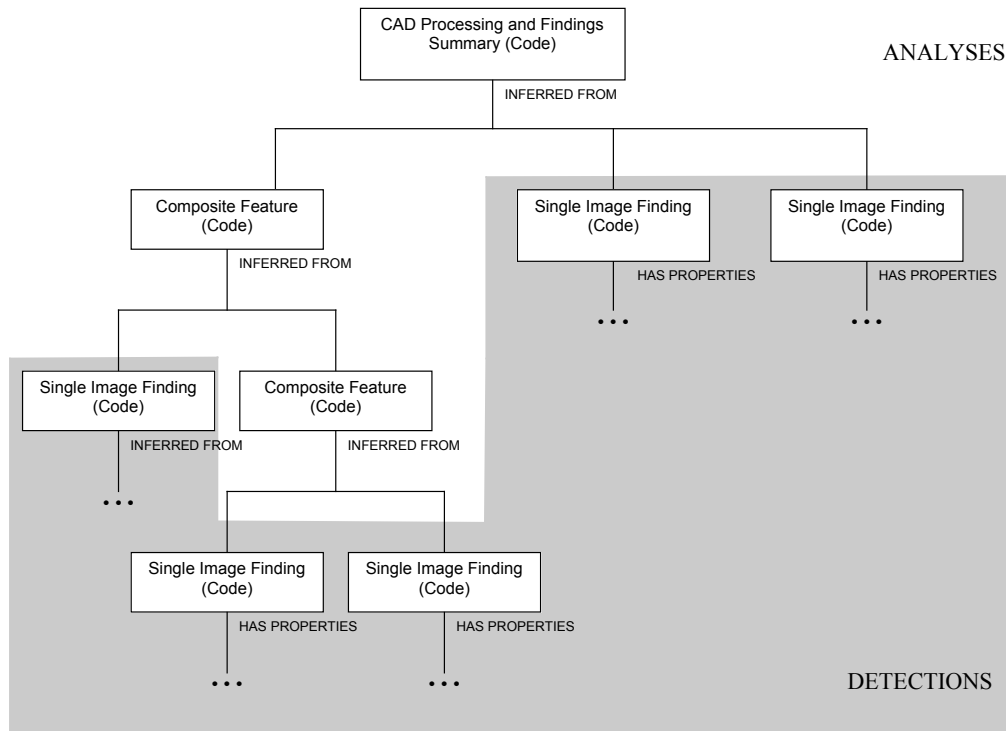 CAD Processing and Findings
Summary (Code)
ANALYSES
INFERRED FROM
Composite Feature
(Code)
Single Image Finding
(Code)
Single Image Finding
(Code)
INFERRED FROM
HAS PROPERTIES
HAS PROPERTIES
...
...
Single Image Finding
(Code)
Composite Feature
(Code)
INFERRED FROM
INFERRED FROM
...
Single Image Finding
(Code)
Single Image Finding
(Code)
HAS PROPERTIES
HAS PROPERTIES
...
...
DETECTIONS